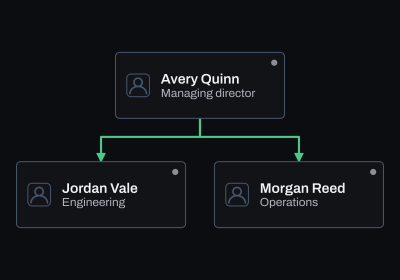 Avery Quinn
Managing director
Jordan Vale
Engineering
Morgan Reed
Operations